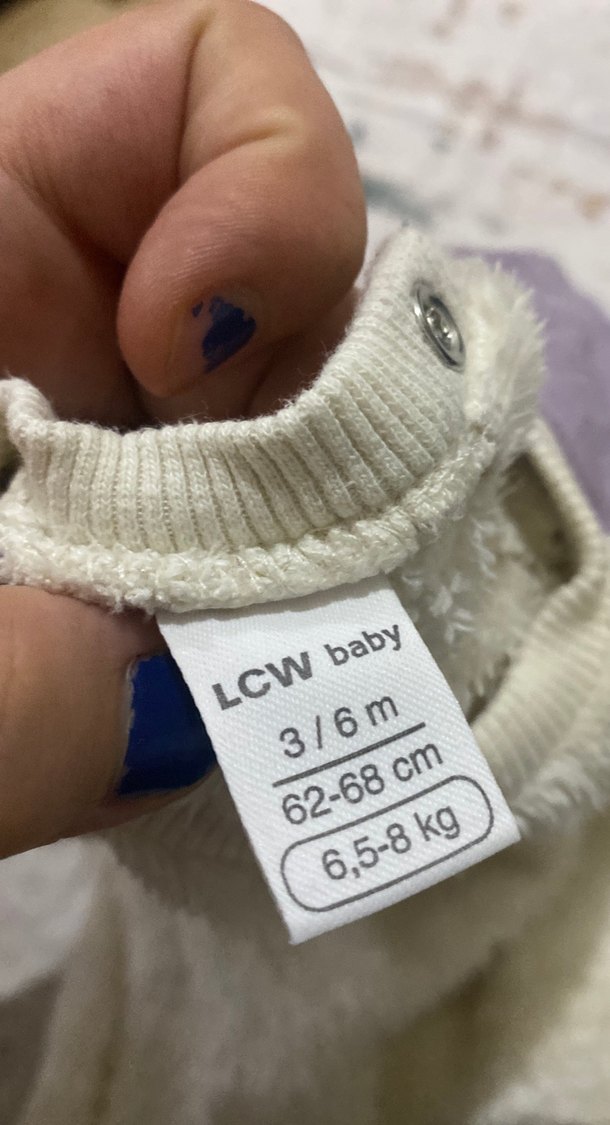 LCW baby
3 / 6 m
62-68 cm
6,5-8 kg